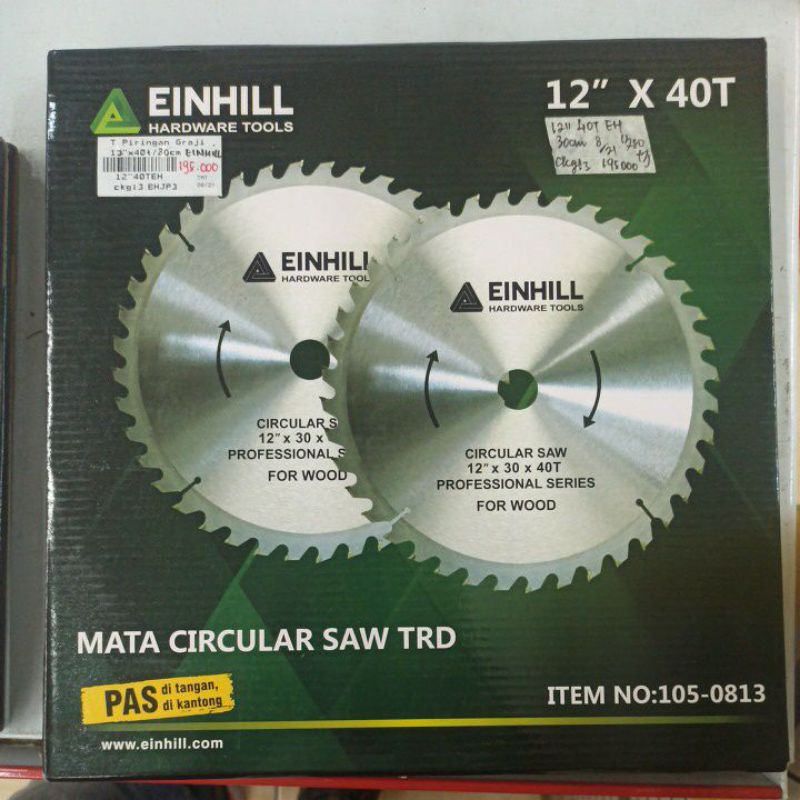 EINHILL
HARDWARE TOOLS
12" X 40T
T Piringan Graji
12"x40t/30cm EINHILL
195.000
12"40TEH
ckgl3 EHJP3
12" 40T EH
30cm 8
ckgl3 195000
EINHILL
HARDWARE TOOL
CIRCULAR S
12" x 30 x
PROFESSIONAL S
FOR WOOD
EINHILL
HARDWARE TOOLS
CIRCULAR SAW
12" x 30 x 40T
PROFESSIONAL SERIES
FOR WOOD
MATA CIRCULAR SAW TRD
PAS di tangan,
di kantong
ITEM NO:105-0813
www.einhill.com